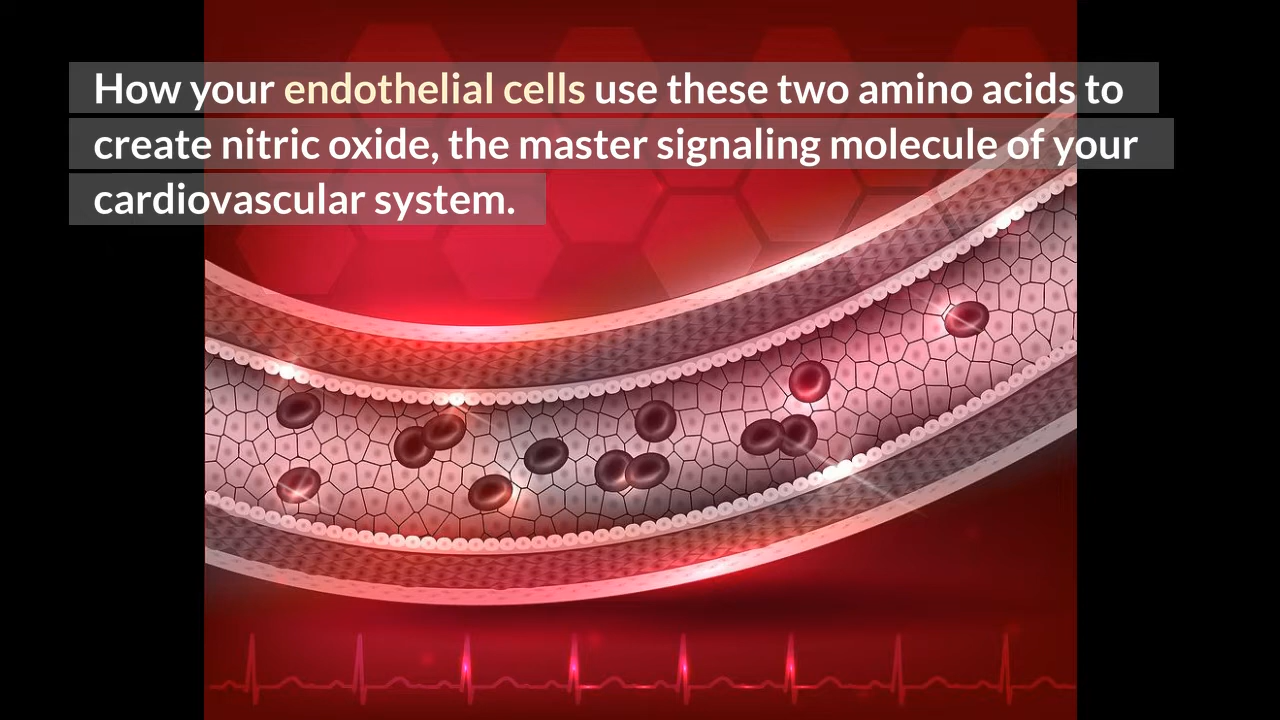 How your endothelial cells use these two amino acids to
create nitric oxide, the master signaling molecule of your
cardiovascular system.